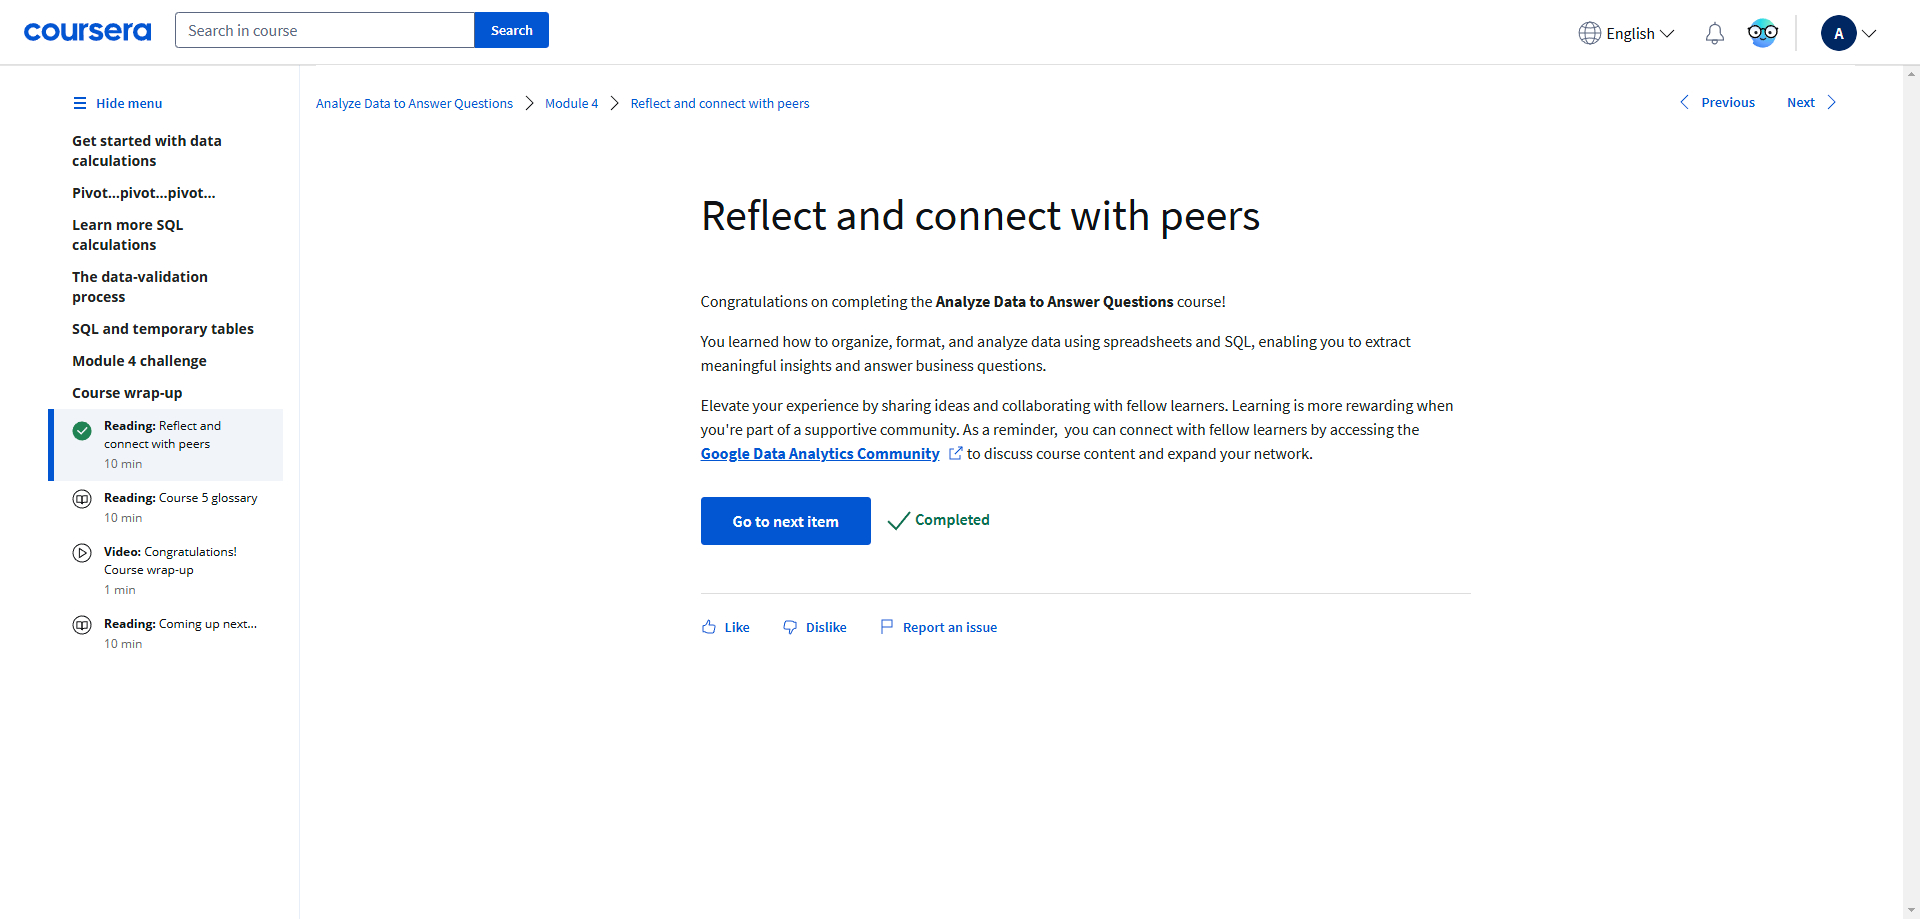 coursera
Search in course
Search
English
A
Hide menu
Get started with data
calculations
Pivot...pivot...pivot...
Learn more SQL
calculations
The data-validation
process
SQL and temporary tables
Module 4 challenge
Course wrap-up
Reading: Reflect and
connect with peers
10 min
Reading: Course 5 glossary
10 min
Video: Congratulations!
Course wrap-up
1 min
Reading: Coming up next...
10 min
Analyze Data to Answer Questions
Module 4
Reflect and connect with peers
Previous
Next
Reflect and connect with peers
Congratulations on completing the Analyze Data to Answer Questions course!
You learned how to organize, format, and analyze data using spreadsheets and SQL, enabling you to extract
meaningful insights and answer business questions.
Elevate your experience by sharing ideas and collaborating with fellow learners. Learning is more rewarding when
you're part of a supportive community. As a reminder, you can connect with fellow learners by accessing the
Google Data Analytics Community to discuss course content and expand your network.
Go to next item
Completed
Like
Dislike
Report an issue